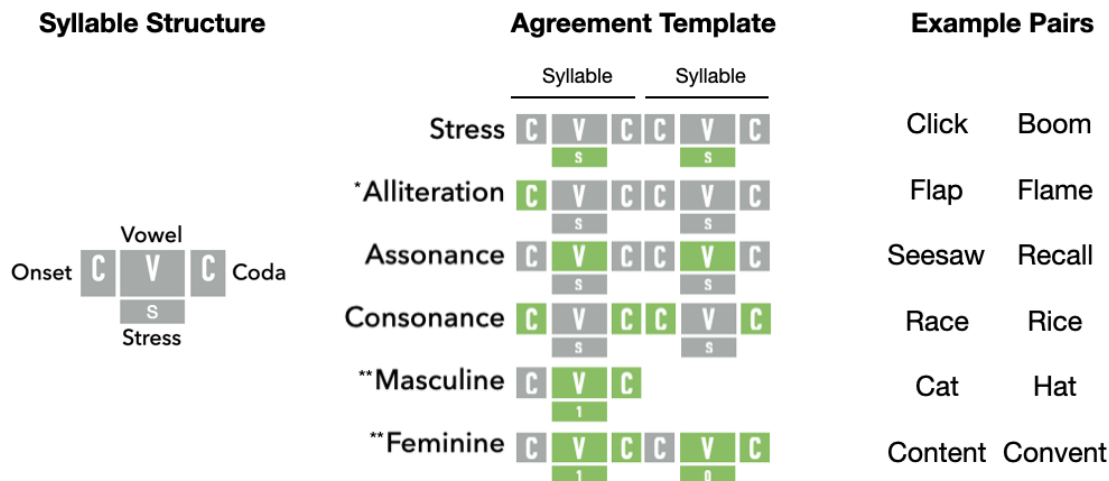 Syllable Structure
Agreement Template
Example Pairs
Syllable Syllable
Stress C V C C V C Click Boom
S S
*Alliteration C V C C V C Flap Flame
S S
Vowel
Onset C V C Coda
S
Stress
Assonance C V C C V C Seesaw Recall
S S
Consonance C V C C V C Race Rice
S S
**Masculine C V C Cat Hat
1
**Feminine C V C C V C Content Convent
1 0